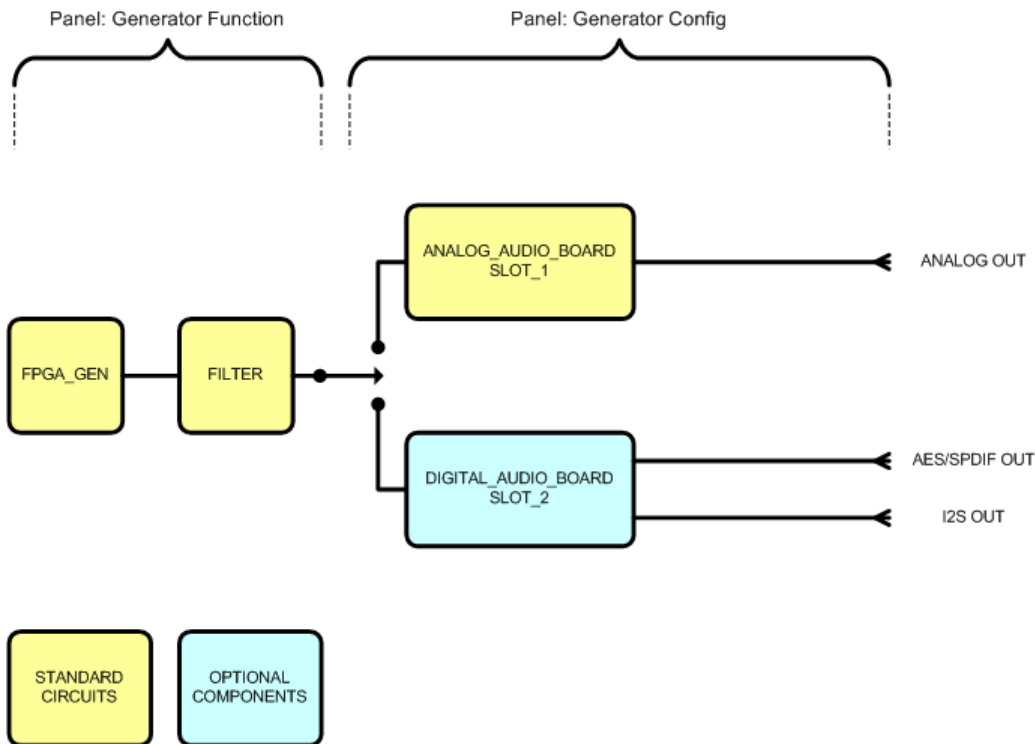 Panel: Generator Function
Panel: Generator Config
ANALOG_AUDIO_BOARD
SLOT_1
ANALOG OUT
FPGA_GEN
FILTER
DIGITAL_AUDIO_BOARD
SLOT_2
AES/SPDIF OUT
I2S OUT
STANDARD
CIRCUITS
OPTIONAL
COMPONENTS